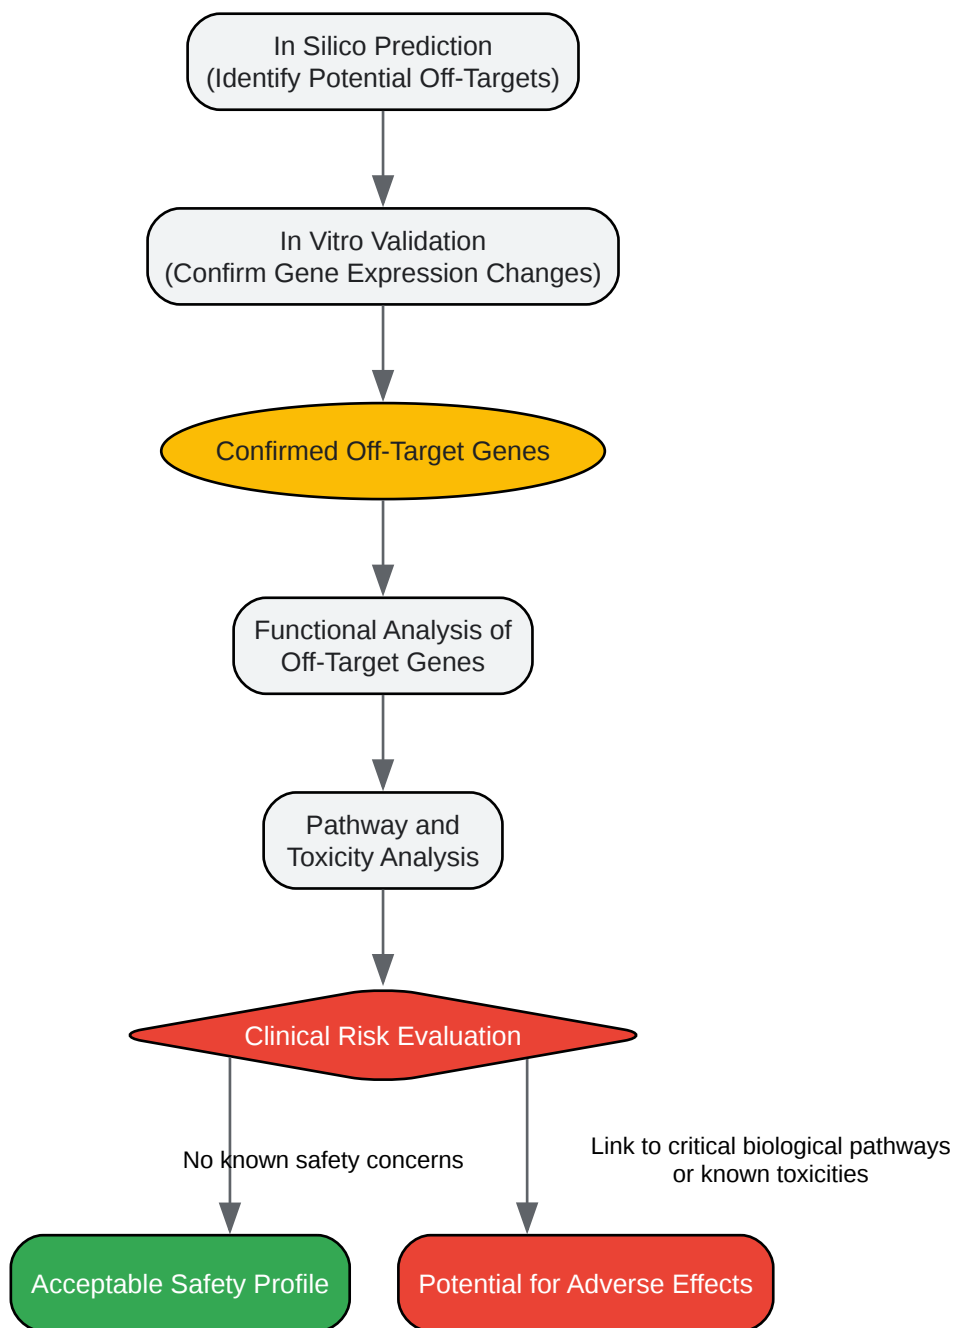 In Silico Prediction
(Identify Potential Off-Targets)
In Vitro Validation
(Confirm Gene Expression Changes)
Confirmed Off-Target Genes
Functional Analysis of
Off-Target Genes
Pathway and
Toxicity Analysis
Clinical Risk Evaluation
No known safety concerns
Link to critical biological pathways
or known toxicities
Acceptable Safety Profile
Potential for Adverse Effects